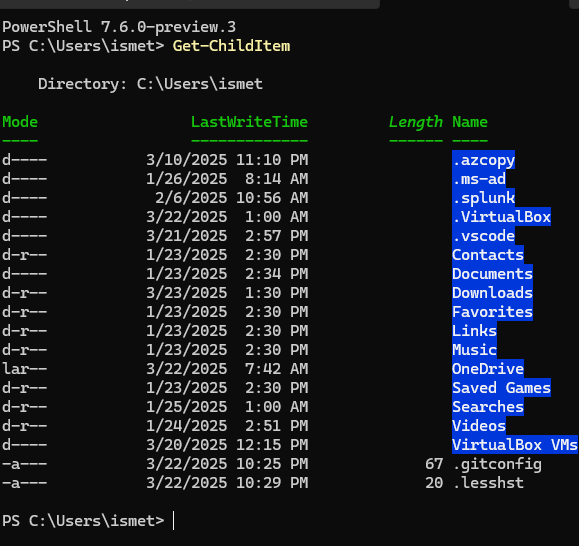 PowerShell 7.6.0-preview.3
PS C:\Users\ismet> Get-ChildItem
    Directory: C:\Users\ismet
Mode                 LastWriteTime         Length Name
----                 -------------         ------ ----
d----           3/10/2025 11:10 PM                .azcopy
d----           1/26/2025  8:14 AM                .ms-ad
d----            2/6/2025 10:56 AM                .splunk
d----           3/22/2025  1:00 AM                .VirtualBox
d----           3/21/2025  2:57 PM                .vscode
d-r--           1/23/2025  2:30 PM                Contacts
d----           1/23/2025  2:34 PM                Documents
d-r--           3/23/2025  1:30 PM                Downloads
d-r--           1/23/2025  2:30 PM                Favorites
d-r--           1/23/2025  2:30 PM                Links
d-r--           1/23/2025  2:30 PM                Music
lar--           3/22/2025  7:42 AM                OneDrive
d-r--           1/23/2025  2:30 PM                Saved Games
d-r--           1/25/2025  1:00 AM                Searches
d-r--           1/24/2025  2:51 PM                Videos
d----           3/20/2025 12:15 PM                VirtualBox VMs
-a---           3/22/2025 10:25 PM             67 .gitconfig
-a---           3/22/2025 10:29 PM             20 .lesshst
PS C:\Users\ismet>